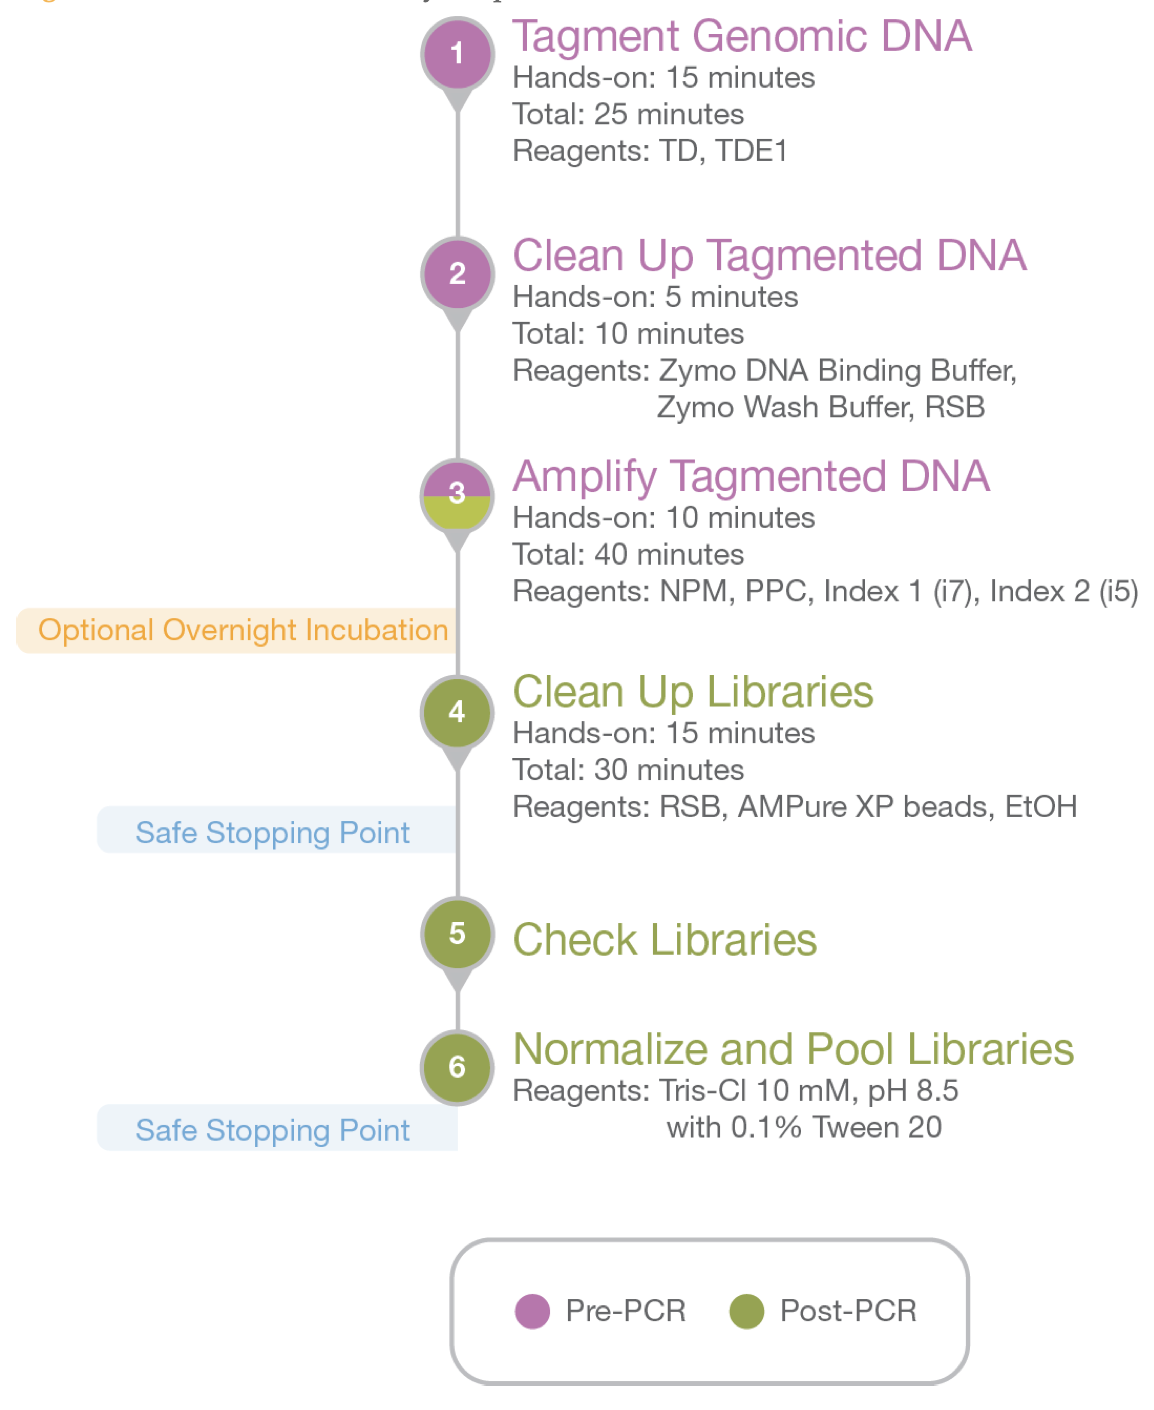 1
Tagment Genomic DNA
Hands-on: 15 minutes
Total: 25 minutes
Reagents: TD, TDE1
2
Clean Up Tagmented DNA
Hands-on: 5 minutes
Total: 10 minutes
Reagents: Zymo DNA Binding Buffer,
Zymo Wash Buffer, RSB
3
Amplify Tagmented DNA
Hands-on: 10 minutes
Total: 40 minutes
Reagents: NPM, PPC, Index 1 (i7), Index 2 (i5)
Optional Overnight Incubation
4
Clean Up Libraries
Hands-on: 15 minutes
Total: 30 minutes
Reagents: RSB, AMPure XP beads, EtOH
Safe Stopping Point
5
Check Libraries
6
Normalize and Pool Libraries
Reagents: Tris-Cl 10 mM, pH 8.5
with 0.1% Tween 20
Safe Stopping Point
Pre-PCR
Post-PCR